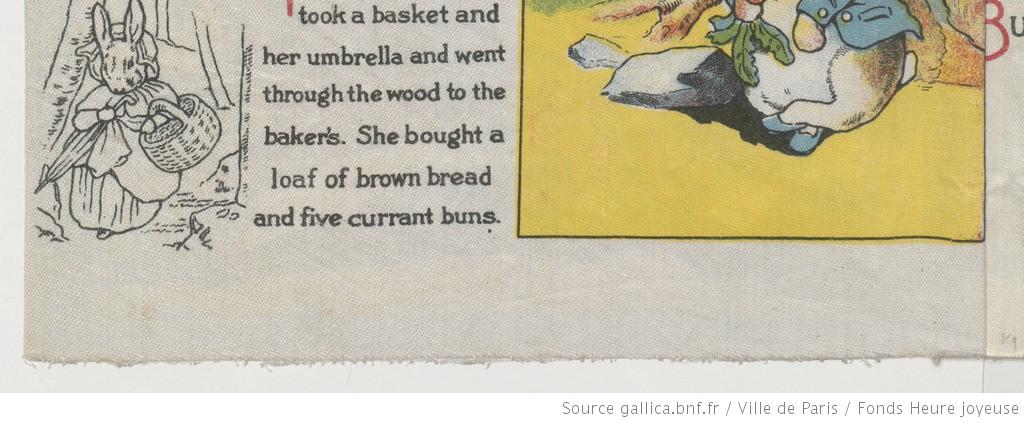 took a basket and
her umbrella and went
through the wood to the
baker's. She bought a
loaf of brown bread
and five currant buns.
Bu
Source gallica.bnf.fr / Ville de Paris / Fonds Heure joyeuse